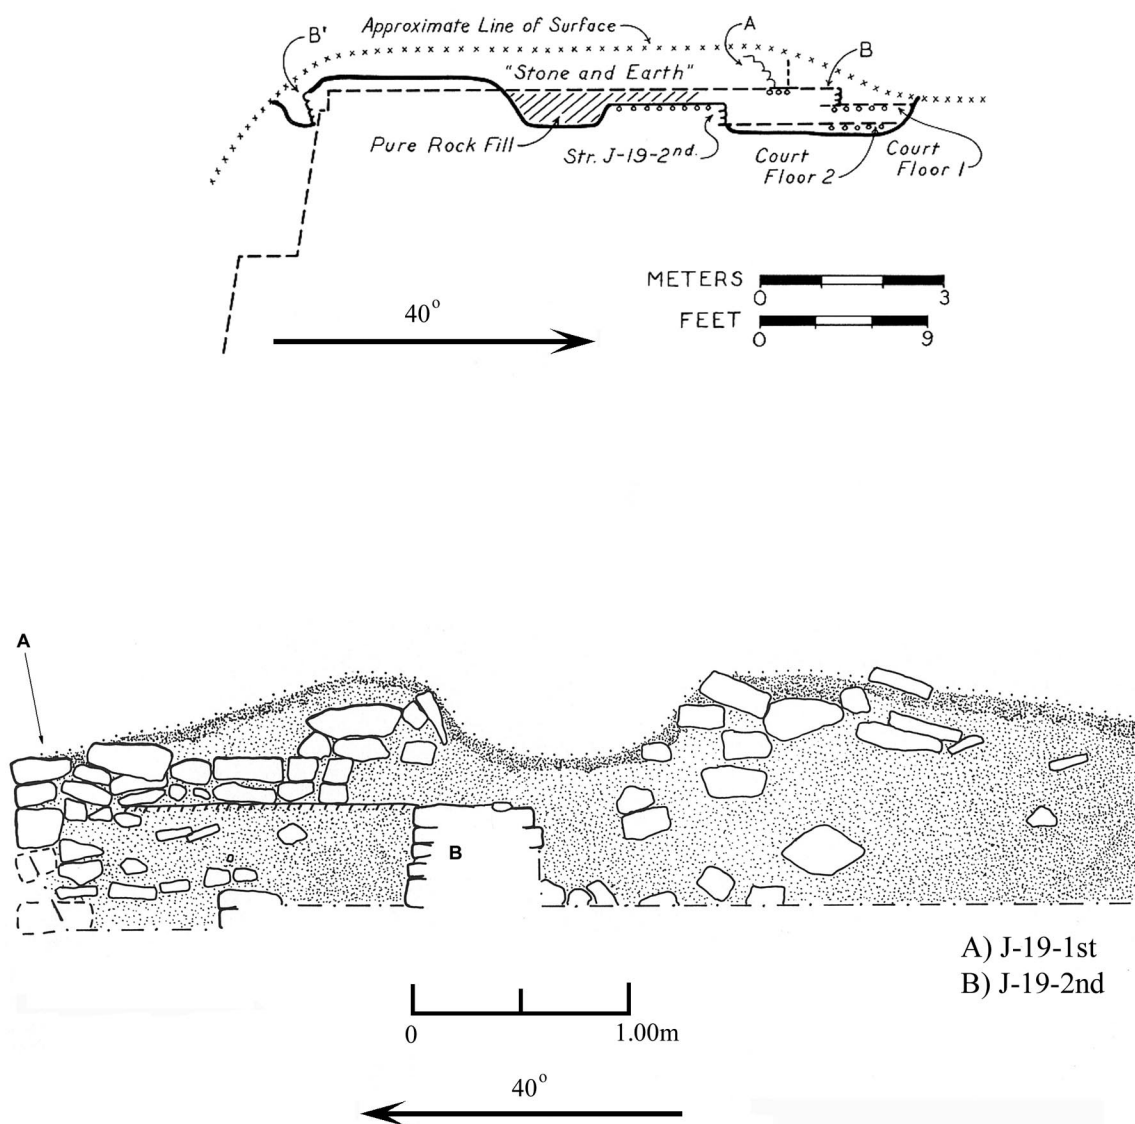 Approximate Line of Surface
A
B'
B
"Stone and Earth"
Pure Rock Fill
Str. J-19-2nd.
Court
Floor 2
Court
Floor 1
METERS
0 3
FEET
0 9
40°
A
B
A) J-19-1st
B) J-19-2nd
0 1.00m
40°